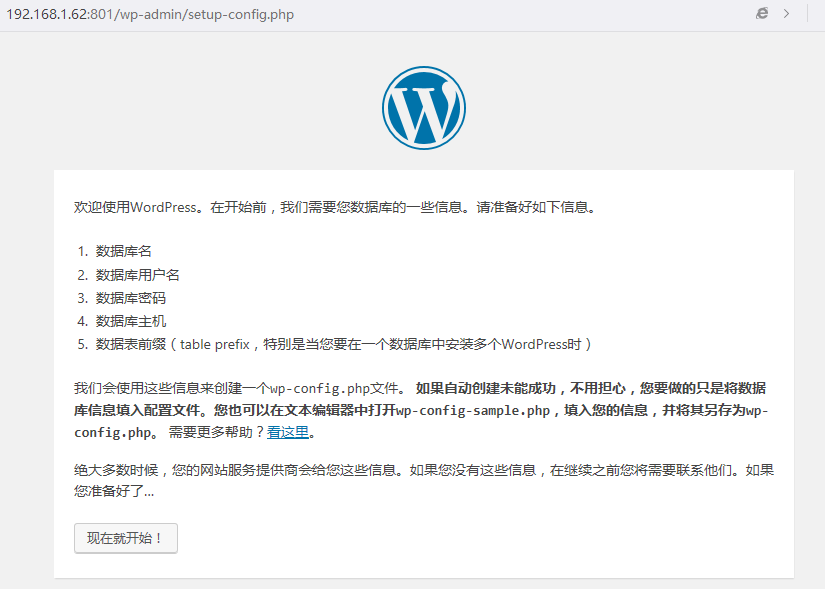 192.168.1.62:801/wp-admin/setup-config.php
欢迎使用WordPress。在开始前，我们需要您数据库的一些信息。请准备好如下信息。
1. 数据库名
2. 数据库用户名
3. 数据库密码
4. 数据库主机
5. 数据表前缀（table prefix，特别是当您要在一个数据库中安装多个WordPress时）
我们会使用这些信息来创建一个wp-config.php文件。 如果自动创建未能成功，不用担心，您要做的只是将数据
库信息填入配置文件。您也可以在文本编辑器中打开wp-config-sample.php，填入您的信息，并将其另存为wp-
config.php。 需要更多帮助？看这里。
绝大多数时候，您的网站服务提供商会给您这些信息。如果您没有这些信息，在继续之前您将需要联系他们。如果
您准备好了...
现在就开始！